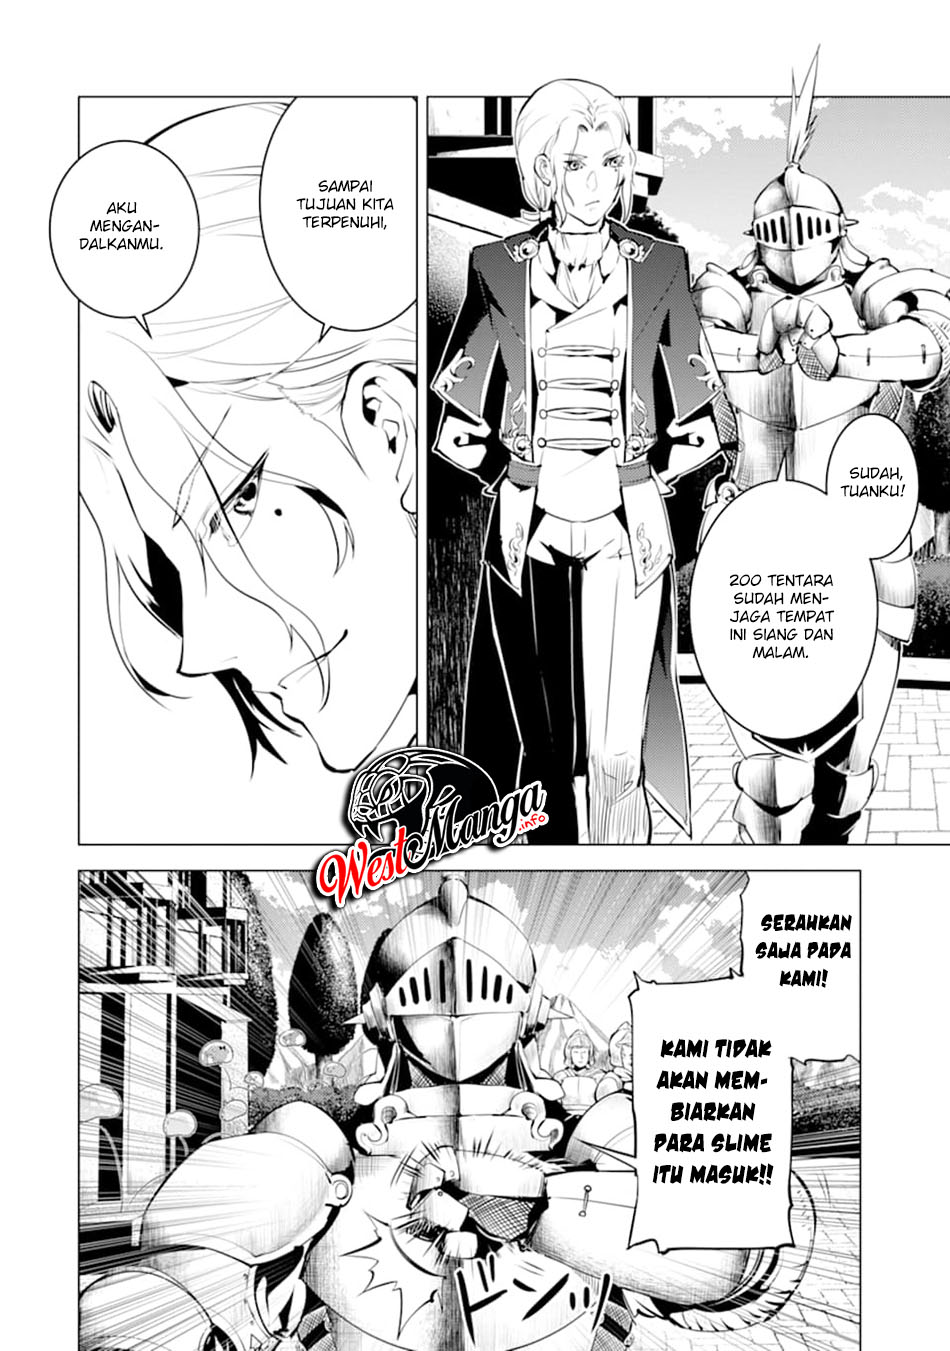 SUDAH,
TUANKU!
200 TENTARA
SUDAH MEN-
JAGA TEMPAT
INI SIANG DAN
MALAM.
SAMPAI
TUJUAN KITA
TERPENUHI,
AKU
MENGAN-
DALKANMU.
WestManga
.info
SERAHKAN
SAJA PADA
KAMI!
KAMI TIDAK
AKAN MEM-
BIARKAN
PARA SLIME
ITU MASUK!!
ドンッ